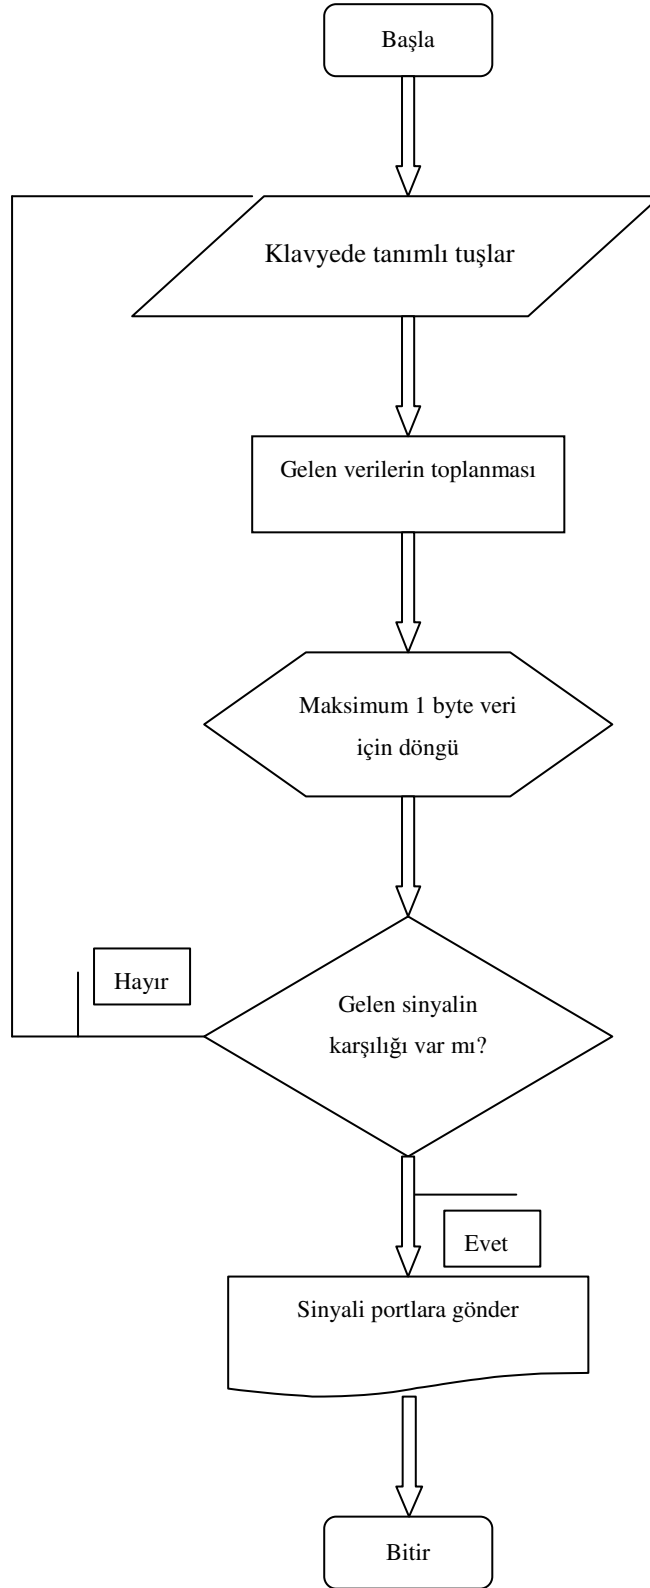 Başla
Klavyede tanımlı tuşlar
Gelen verilerin toplanması
Maksimum 1 byte veri
için döngü
Hayır
Gelen sinyalin
karşılığı var mı?
Evet
Sinyali portlara gönder
Bitir